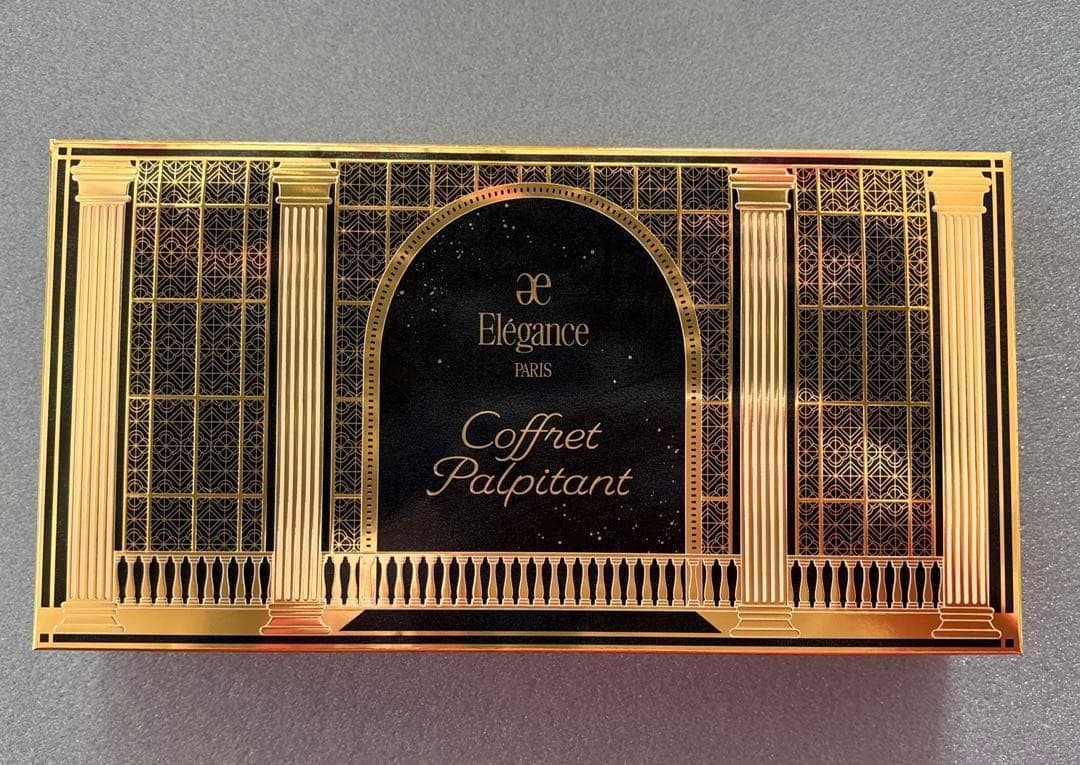 æ
Elégance
PARIS
Coffret
Palpitant